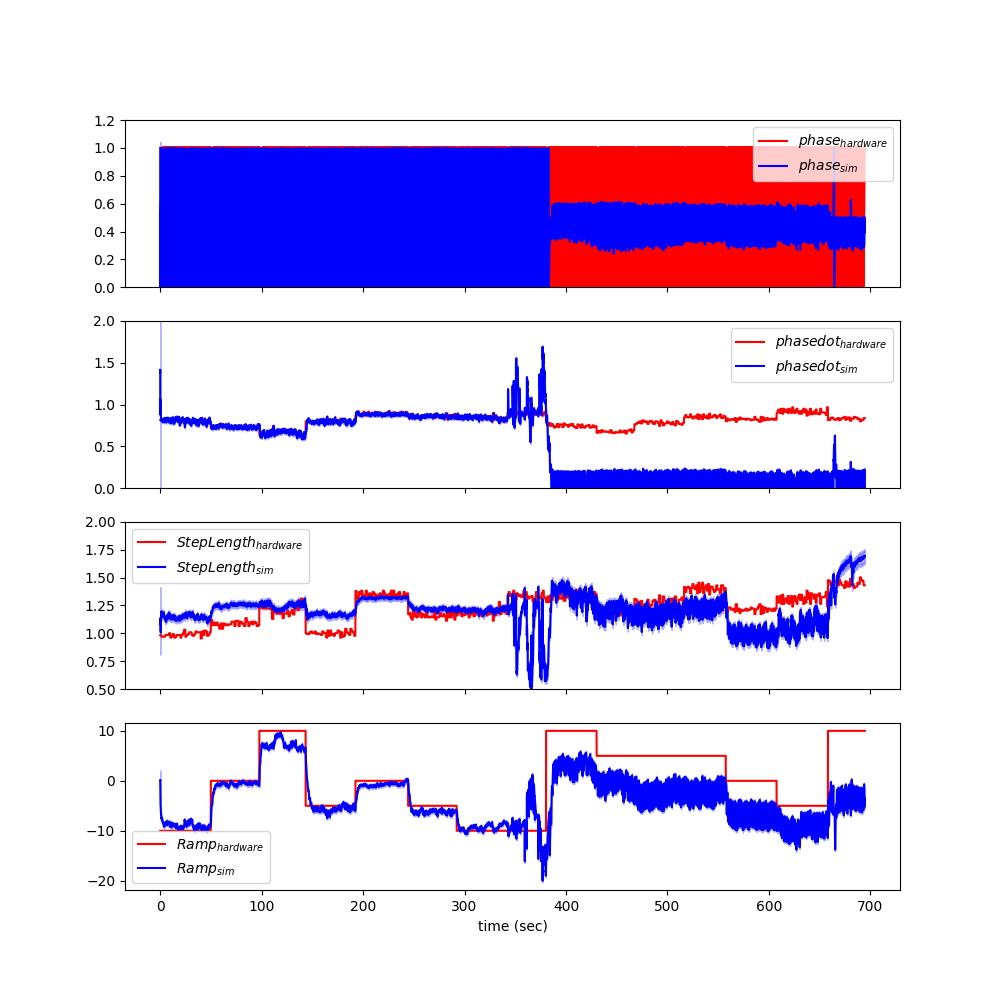 1.2
1.0
0.8
0.6
0.4
0.2
0.0
phase_hardware
phase_sim
2.0
1.5
1.0
0.5
0.0
phasedot_hardware
phasedot_sim
2.00
1.75
1.50
1.25
1.00
0.75
0.50
StepLength_hardware
StepLength_sim
10
0
−10
−20
Ramp_hardware
Ramp_sim
0 100 200 300 400 500 600 700
time (sec)